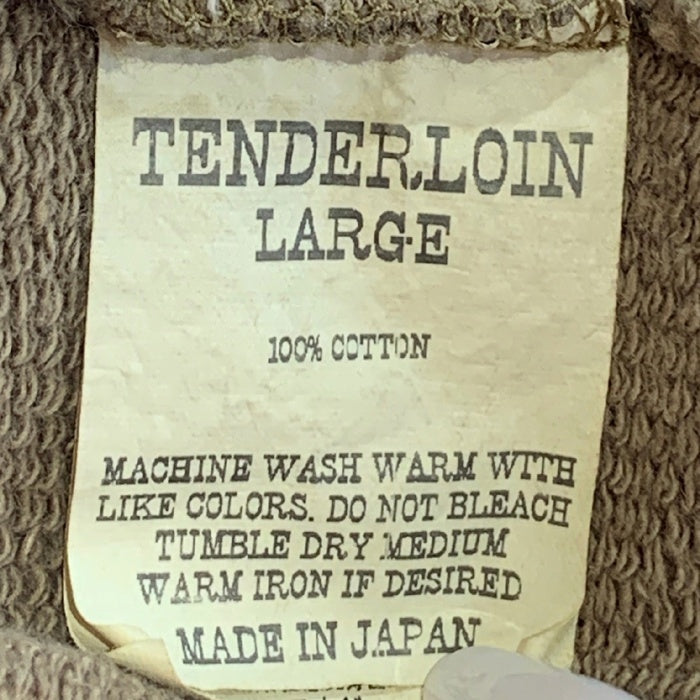 TENDERLOIN
LARGE
100% COTTON
MACHINE WASH WARM WITH
LIKE COLORS. DO NOT BLEACH
TUMBLE DRY MEDIUM
WARM IRON IF DESIRED
MADE IN JAPAN